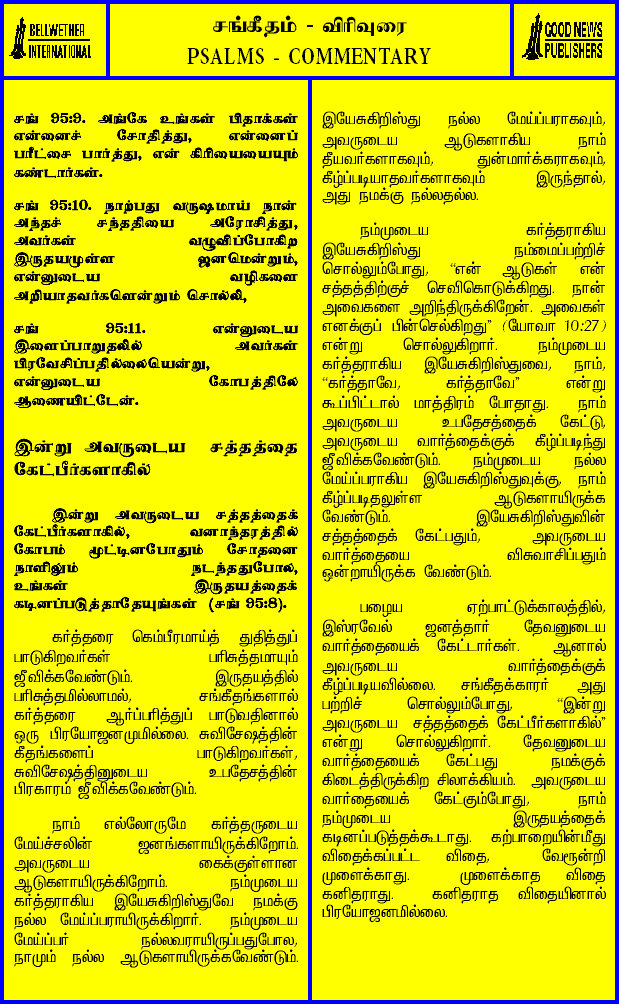 BELLWETHER
INTERNATIONAL
சங்கீதம் - விரிவுரை
PSALMS - COMMENTARY
GOOD NEWS
PUBLISHERS
சங் 95:9. அங்கே உங்கள் பிதாக்கள்
என்னைச் சோதித்து, என்னைப்
பரீட்சை பார்த்து, என் கிரியையையும்
கண்டார்கள்.
சங் 95:10. நாற்பது வருஷமாய் நான்
அந்தச் சந்ததியை அரோசித்து,
அவர்கள் வழுவிப்போகிற
இருதயமுள்ள ஜனமென்றும்,
என்னுடைய வழிகளை
அறியாதவர்களென்றும் சொல்லி,
சங் 95:11. என்னுடைய
இளைப்பாறுதலில் அவர்கள்
பிரவேசிப்பதில்லையென்று,
என்னுடைய கோபத்திலே
ஆணையிட்டேன்.
இன்று அவருடைய சத்தத்தை
கேட்பீர்களாகில்
இன்று அவருடைய சத்தத்தைக்
கேட்பீர்களாகில், வனாந்தரத்தில்
கோபம் மூட்டினபோதும் சோதனை
நாளிலும் நடந்ததுபோல,
உங்கள் இருதயத்தைக்
கடினப்படுத்தாதேயுங்கள் (சங் 95:8).
கர்த்தரை கெம்பீரமாய்த் துதித்துப்
பாடுகிறவர்கள் பரிசுத்தமாயும்
ஜீவிக்கவேண்டும். இருதயத்தில்
பரிசுத்தமில்லாமல், சங்கீதங்களால்
கர்த்தரை ஆர்ப்பரித்துப் பாடுவதினால்
ஒரு பிரயோஜனமுமில்லை. சுவிசேஷத்தின்
கீதங்களைப் பாடுகிறவர்கள்,
சுவிசேஷத்தினுடைய உபதேசத்தின்
பிரகாரம் ஜீவிக்கவேண்டும்.
நாம் எல்லோருமே கர்த்தருடைய
மேய்ச்சலின் ஜனங்களாயிருக்கிறோம்.
அவருடைய கைக்குள்ளான
ஆடுகளாயிருக்கிறோம். நம்முடைய
கர்த்தராகிய இயேசுகிறிஸ்துவே நமக்கு
நல்ல மேய்ப்பராயிருக்கிறார். நம்முடைய
மேய்ப்பர் நல்லவராயிருப்பதுபோல,
நாமும் நல்ல ஆடுகளாயிருக்கவேண்டும்.
இயேசுகிறிஸ்து நல்ல மேய்ப்பராகவும்,
அவருடைய ஆடுகளாகிய நாம்
தீயவர்களாகவும், துன்மார்க்கராகவும்,
கீழ்ப்படியாதவர்களாகவும் இருந்தால்,
அது நமக்கு நல்லதல்ல.
நம்முடைய கர்த்தராகிய
இயேசுகிறிஸ்து நம்மைப்பற்றிச்
சொல்லும்போது, “என் ஆடுகள் என்
சத்தத்திற்குச் செவிகொடுக்கிறது. நான்
அவைகளை அறிந்திருக்கிறேன். அவைகள்
எனக்குப் பின்செல்கிறது” (யோவா 10:27)
என்று சொல்லுகிறார். நம்முடைய
கர்த்தராகிய இயேசுகிறிஸ்துவை, நாம்,
“கர்த்தாவே, கர்த்தாவே” என்று
கூப்பிட்டால் மாத்திரம் போதாது. நாம்
அவருடைய உபதேசத்தைக் கேட்டு,
அவருடைய வார்த்தைக்குக் கீழ்ப்படிந்து
ஜீவிக்கவேண்டும். நம்முடைய நல்ல
மேய்ப்பராகிய இயேசுகிறிஸ்துவுக்கு, நாம்
கீழ்ப்படிதலுள்ள ஆடுகளாயிருக்க
வேண்டும். இயேசுகிறிஸ்துவின்
சத்தத்தைக் கேட்பதும், அவருடைய
வார்த்தையை விசுவாசிப்பதும்
ஒன்றாயிருக்க வேண்டும்.
பழைய ஏற்பாட்டுக்காலத்தில்,
இஸ்ரவேல் ஜனத்தார் தேவனுடைய
வார்த்தையைக் கேட்டார்கள். ஆனால்
அவருடைய வார்த்தைக்குக்
கீழ்ப்படியவில்லை. சங்கீதக்காரர் அது
பற்றிச் சொல்லும்போது, “இன்று
அவருடைய சத்தத்தைக் கேட்பீர்களாகில்”
என்று சொல்லுகிறார். தேவனுடைய
வார்த்தையைக் கேட்பது நமக்குக்
கிடைத்திருக்கிற சிலாக்கியம். அவருடைய
வார்தையைக் கேட்கும்போது, நாம்
நம்முடைய இருதயத்தைக்
கடினப்படுத்தக்கூடாது. கற்பாறையின்மீது
விதைக்கப்பட்ட விதை, வேரூன்றி
முளைக்காது. முளைக்காத விதை
கனிதராது. கனிதராத விதையினால்
பிரயோஜனமில்லை.